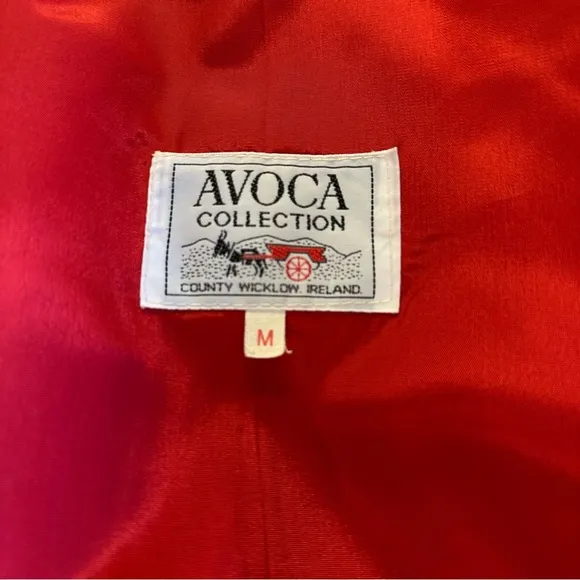 AVOCA
COLLECTION
COUNTY WICKLOW. IRELAND.
M